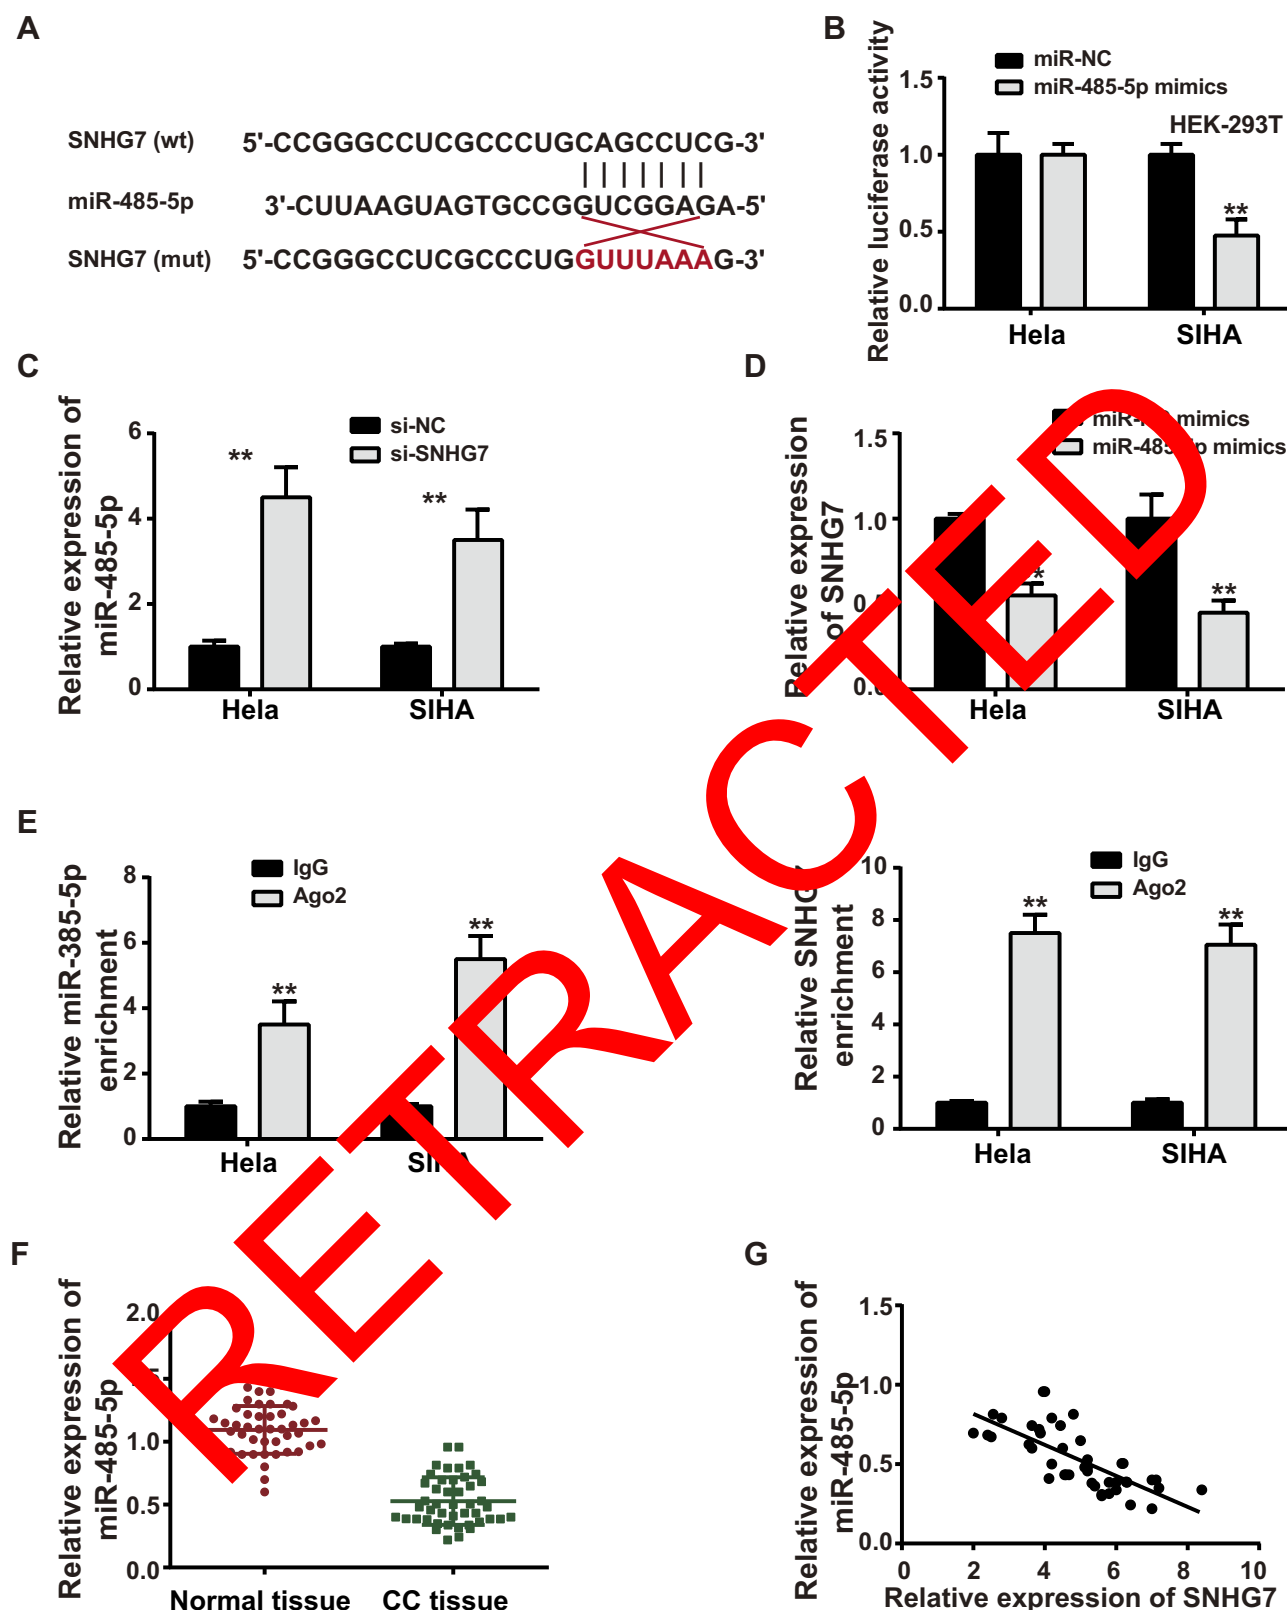 A
SNHG7 (wt) 5'-CCGGGCCUCGCCCUGCAGCCUCG-3'
miR-485-5p 3'-CUUAAGUAGTGCCGGUCGGAGA-5'
SNHG7 (mut) 5'-CCGGGCCUCGCCCUGGUUUAAAG-3'
B
Relative luciferase activity
miR-NC
miR-485-5p mimics
HEK-293T
1.5
1.0
0.5
0.0
**
Hela SIHA
C
Relative expression of
miR-485-5p
si-NC
si-SNHG7
6
4
2
0
** **
Hela SIHA
D
Relative expression
of SNHG7
mimics
miR-485 mimics
1.5
1.0
0.
**
Hela SIHA
E
Relative miR-385-5p
enrichment
IgG
Ago2
8
6
4
2
0
** **
Hela SIHA
Relative SNHG7
enrichment
IgG
Ago2
10
8
6
4
2
0
** **
Hela SIHA
F
Relative expression of
miR-485-5p
2.0
1.0
0.5
0.0
Normal tissue CC tissue
G
Relative expression of
miR-485-5p
1.5
1.0
0.5
0.0
0 2 4 6 8 10
Relative expression of SNHG7
RETRACTED